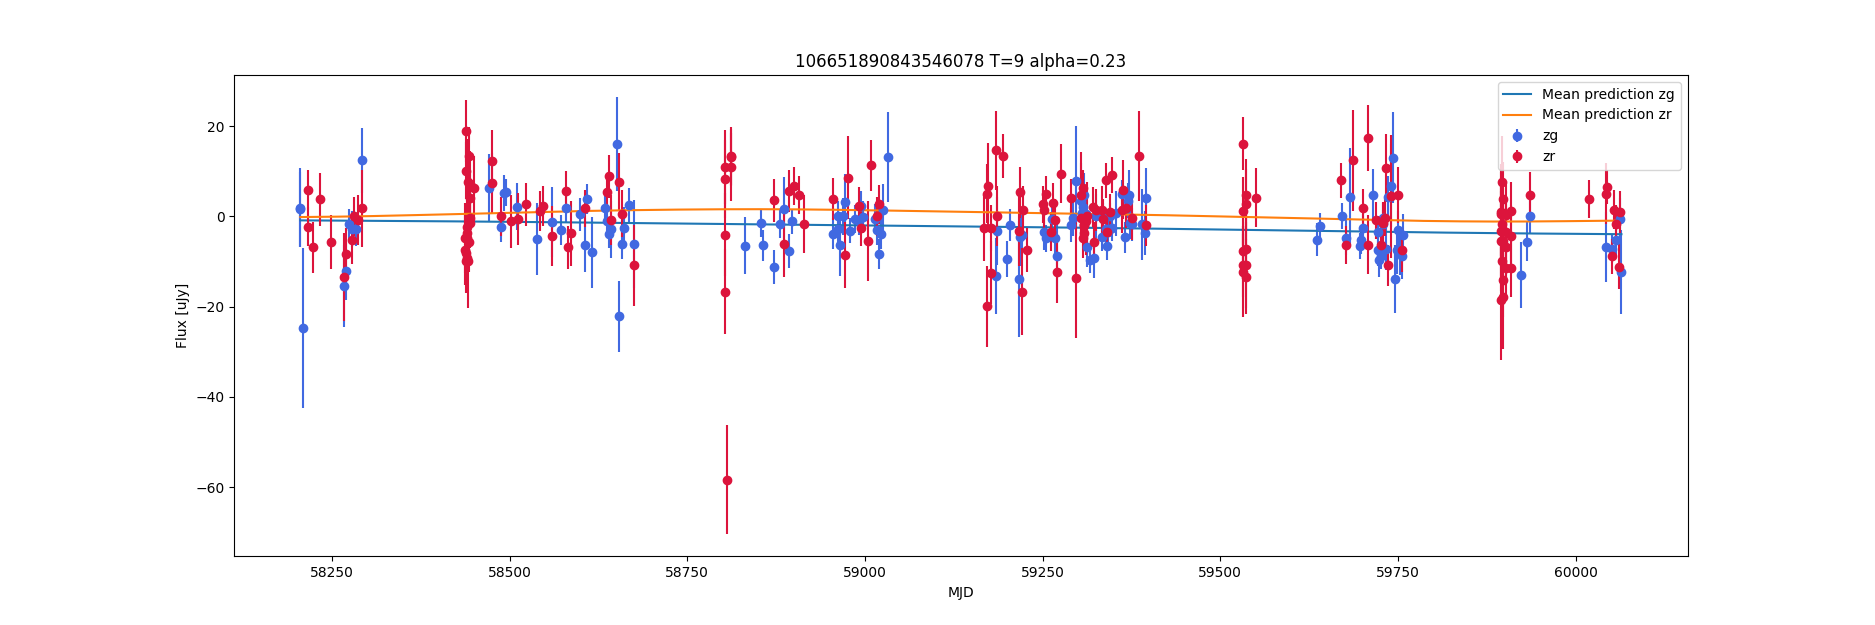 106651890843546078 T=9 alpha=0.23
Mean prediction zg
Mean prediction zr
zg
zr
Flux [uJy]
20
0
−20
−40
−60
58250 58500 58750 59000 59250 59500 59750 60000
MJD